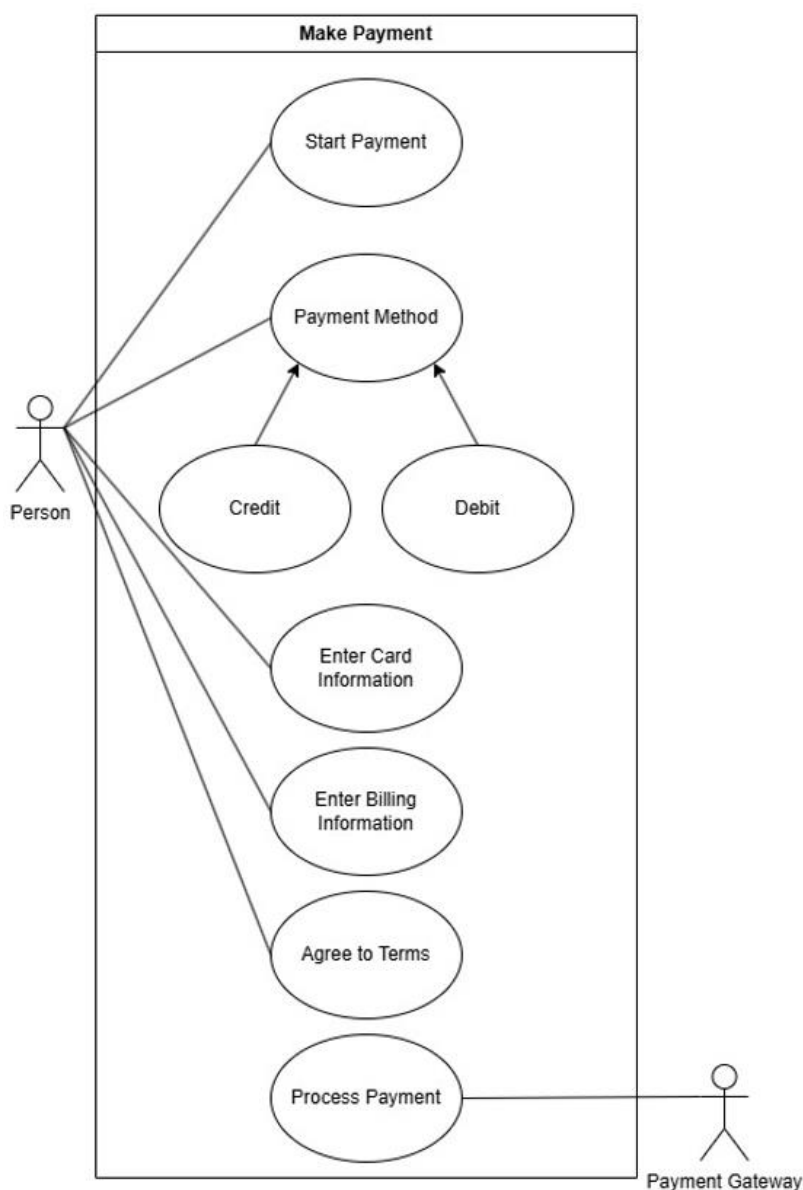 Make Payment
Start Payment
Payment Method
Person
Credit
Debit
Enter Card
Information
Enter Billing
Information
Agree to Terms
Process Payment
Payment Gateway